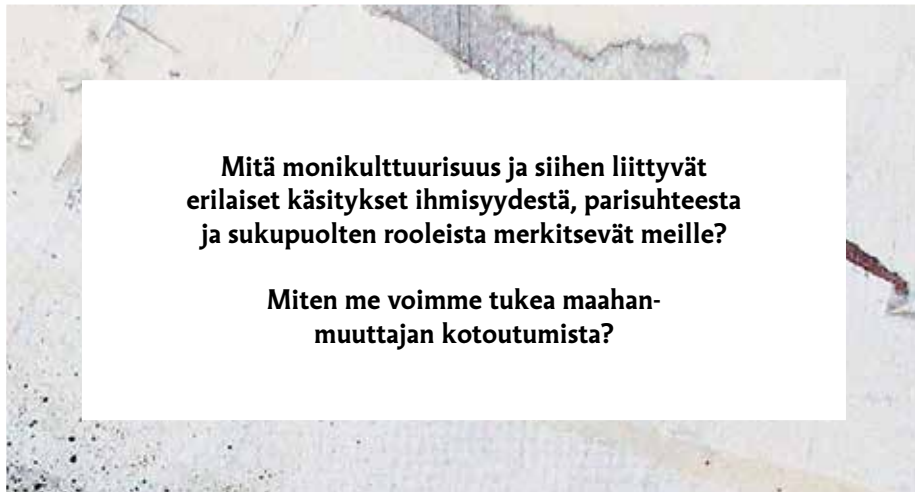 Mitä monikulttuurisuus ja siihen liittyvät
erilaiset käsitykset ihmisyydestä, parisuhteesta
ja sukupuolten rooleista merkitsevät meille?
Miten me voimme tukea maahan-
muuttajan kotoutumista?